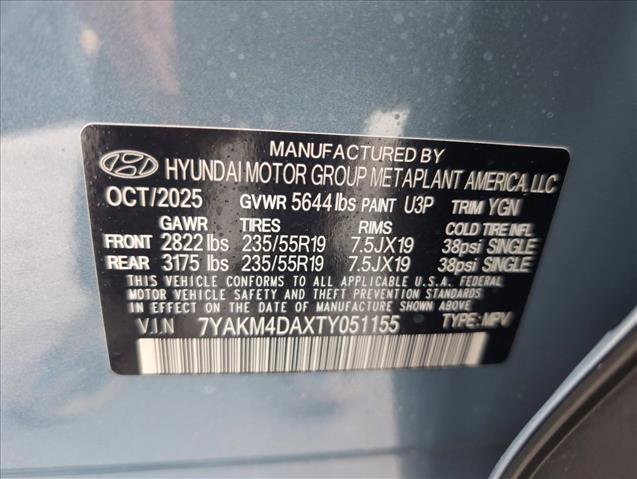 MANUFACTURED BY
HYUNDAI MOTOR GROUP METAPLANT AMERICA, LLC
OCT/2025 GVWR 5644 lbs PAINT U3P TRIM YGN
GAWR TIRES RIMS COLD TIRE INFL
FRONT 2822 lbs 235/55R19 7.5JX19 38psi SINGLE
REAR 3175 lbs 235/55R19 7.5JX19 38psi SINGLE
THIS VEHICLE CONFORMS TO ALL APPLICABLE U.S.A. FEDERAL
MOTOR VEHICLE SAFETY AND THEFT PREVENTION STANDARDS
IN EFFECT ON THE DATE OF MANUFACTURE SHOWN ABOVE
V.I.N 7YAKM4DAXTY051155 TYPE: MPV